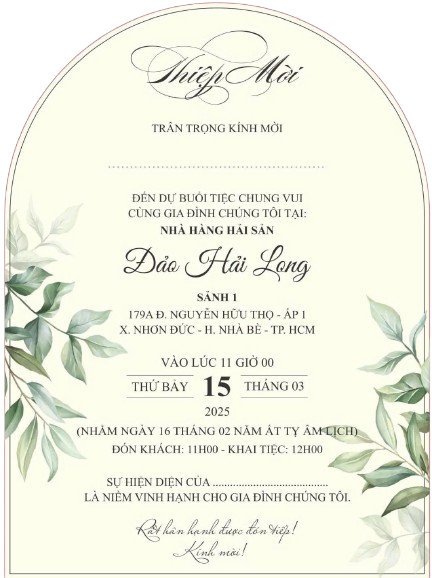 Thiệp Mời
TRÂN TRỌNG KÍNH MỜI
......................................................
ĐẾN DỰ BUỔI TIỆC CHUNG VUI
CÙNG GIA ĐÌNH CHÚNG TÔI TẠI:
NHÀ HÀNG HẢI SẢN
Đảo Hải Long
SẢNH 1
179A Đ. NGUYỄN HỮU THỌ - ẤP 1
X. NHƠN ĐỨC - H. NHÀ BÈ - TP. HCM
VÀO LÚC 11 GIỜ 00
THỨ BẢY 15 THÁNG 03
2025
(NHẰM NGÀY 16 THÁNG 02 NĂM ẤT TỴ ÂM LỊCH)
ĐÓN KHÁCH: 11H00 - KHAI TIỆC: 12H00
SỰ HIỆN DIỆN CỦA ........................................
LÀ NIỀM VINH HẠNH CHO GIA ĐÌNH CHÚNG TÔI.
Rất hân hạnh được đón tiếp!
Kính mời!